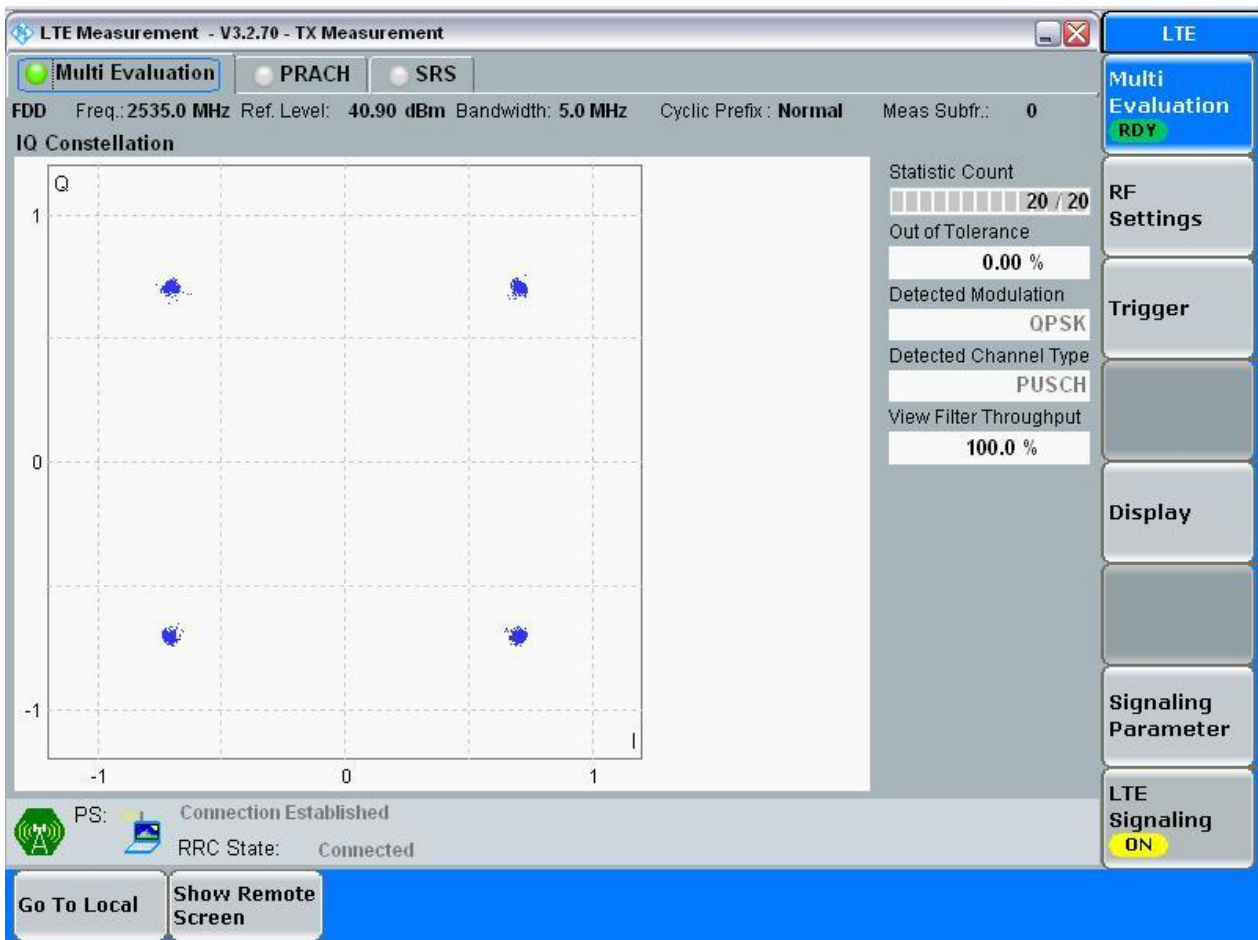 LTE Measurement - V3.2.70 - TX Measurement
LTE
Multi Evaluation PRACH SRS
FDD Freq.: 2535.0 MHz Ref. Level: 40.90 dBm Bandwidth: 5.0 MHz Cyclic Prefix : Normal Meas Subfr.: 0
IQ Constellation
Q
1
0
-1
I
-1 0 1
Statistic Count
20 / 20
Out of Tolerance
0.00 %
Detected Modulation
QPSK
Detected Channel Type
PUSCH
View Filter Throughput
100.0 %
Multi
Evaluation
RDY
RF
Settings
Trigger
Display
Signaling
Parameter
LTE
Signaling
ON
PS: Connection Established
RRC State: Connected
Go To Local
Show Remote
Screen